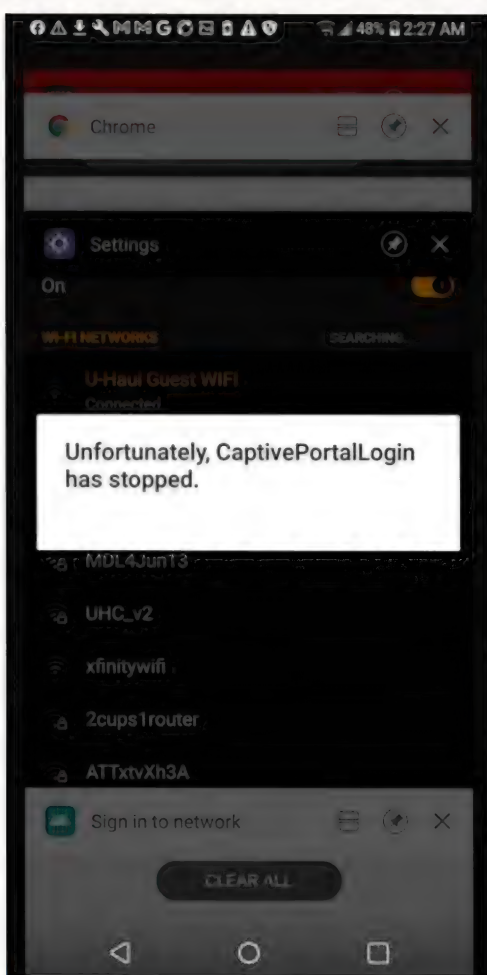 48% 2:27 AM
Chrome
Settings
On
WI-FI NETWORKS SEARCHING...
U-Haul Guest WIFI
Connected
Unfortunately, CaptivePortalLogin
has stopped.
MDL4Jun13
UHC_v2
xfinitywifi
2cups1router
ATTxtvXh3A
Sign in to network
CLEAR ALL